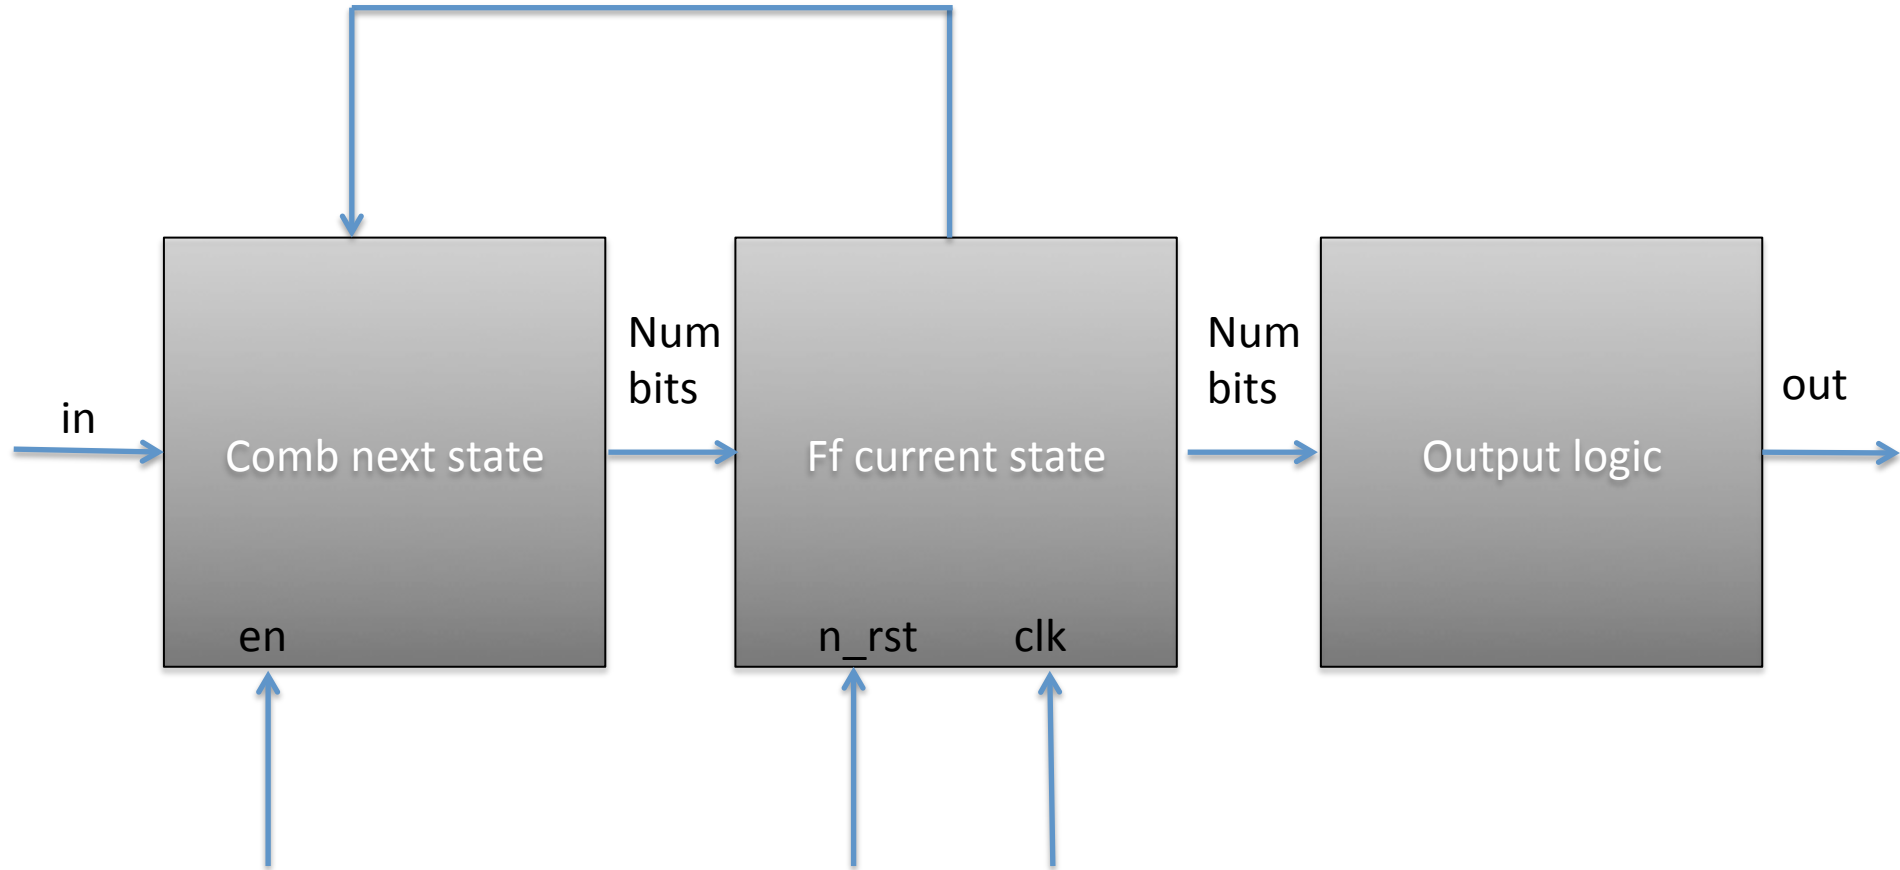 in
Comb next state
en
Num
bits
Ff current state
n_rst
clk
Num
bits
Output logic
out